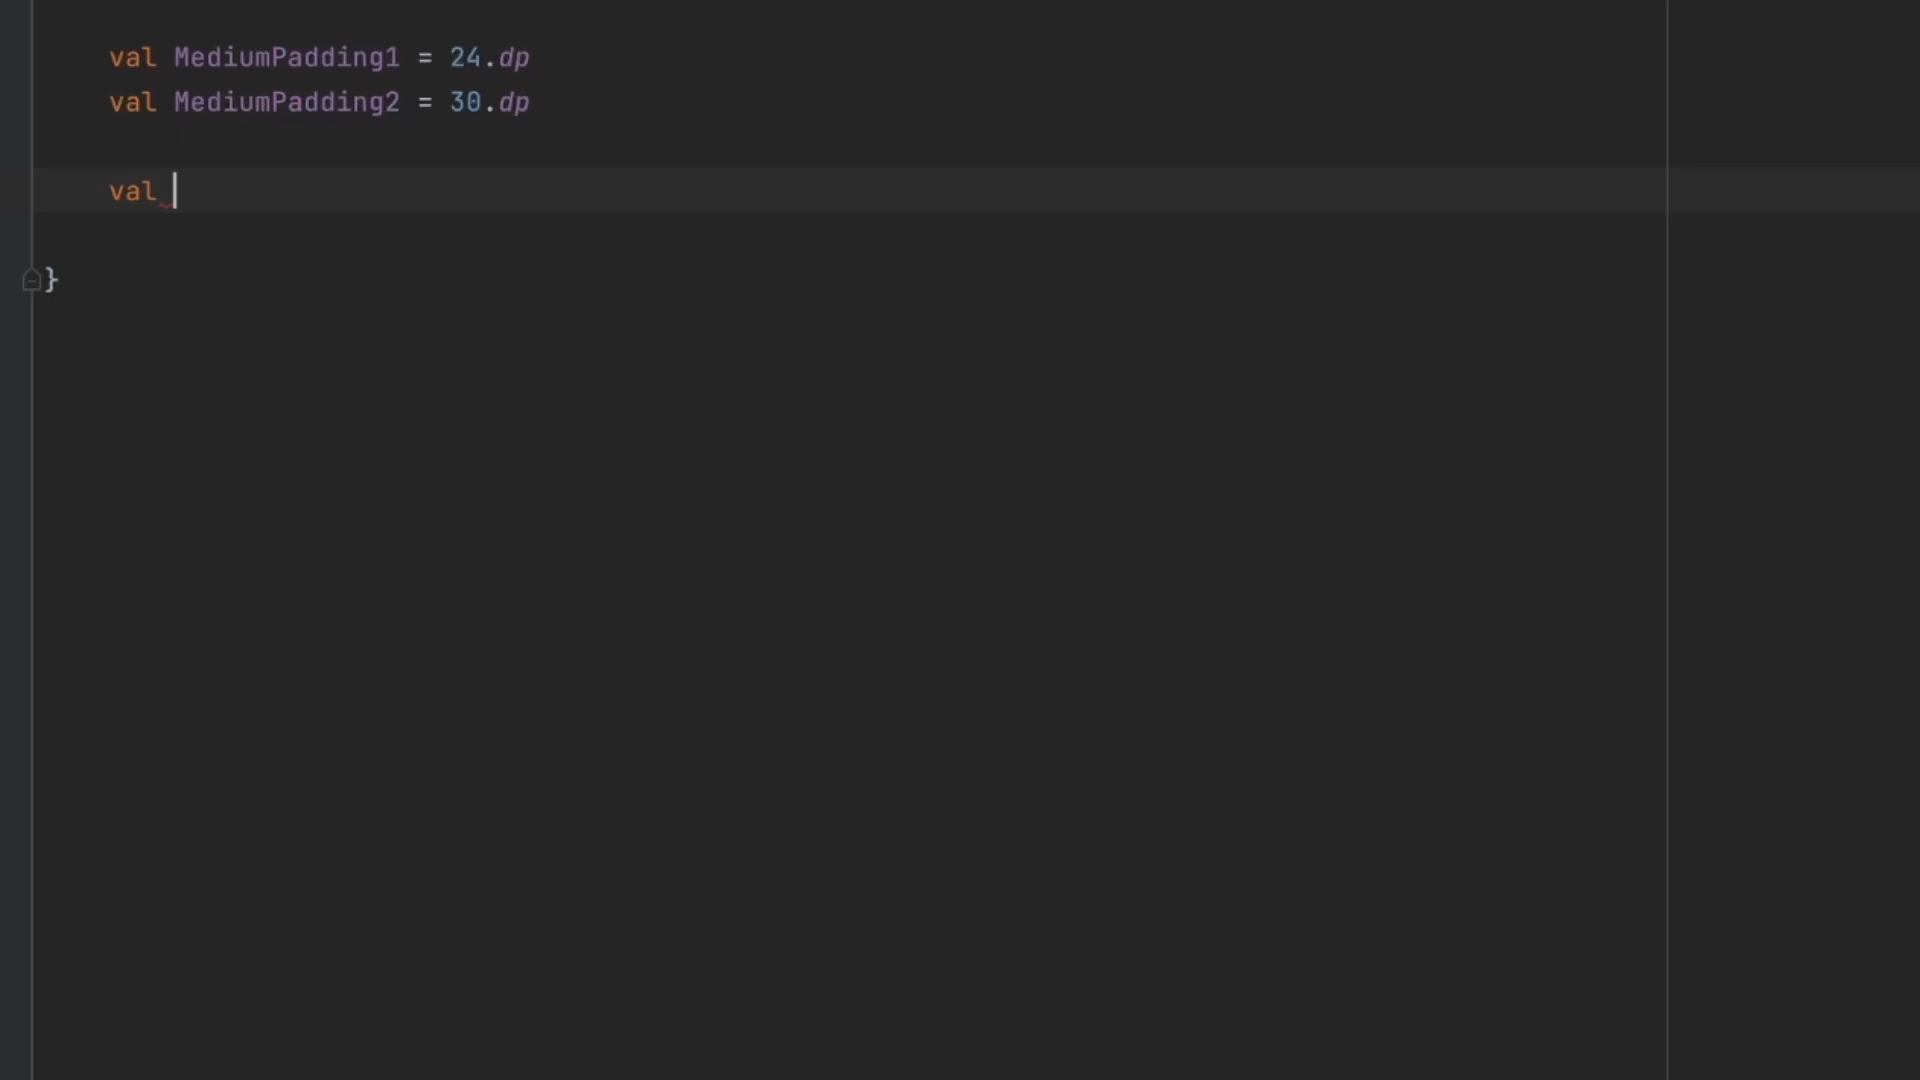 val MediumPadding1 = 24.dp
val MediumPadding2 = 30.dp
val
}